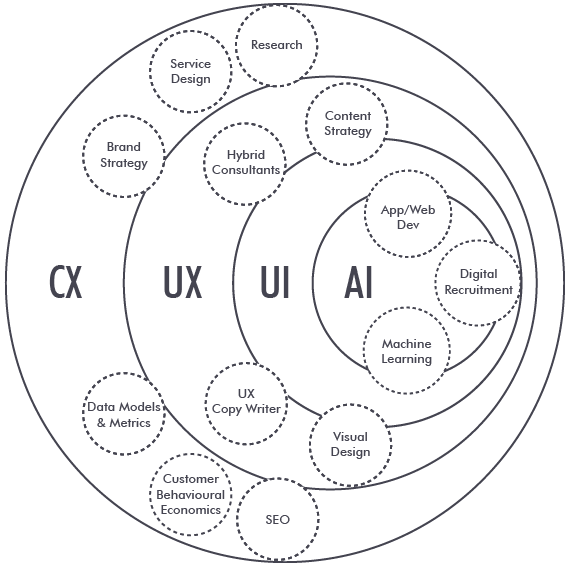 Research
Service
Design
Content
Strategy
Brand
Strategy
Hybrid
Consultants
App/Web
Dev
CX
UX
UI
AI
Digital
Recruitment
Machine
Learning
UX
Copy Writer
Data Models
& Metrics
Visual
Design
Customer
Behavioural
Economics
SEO